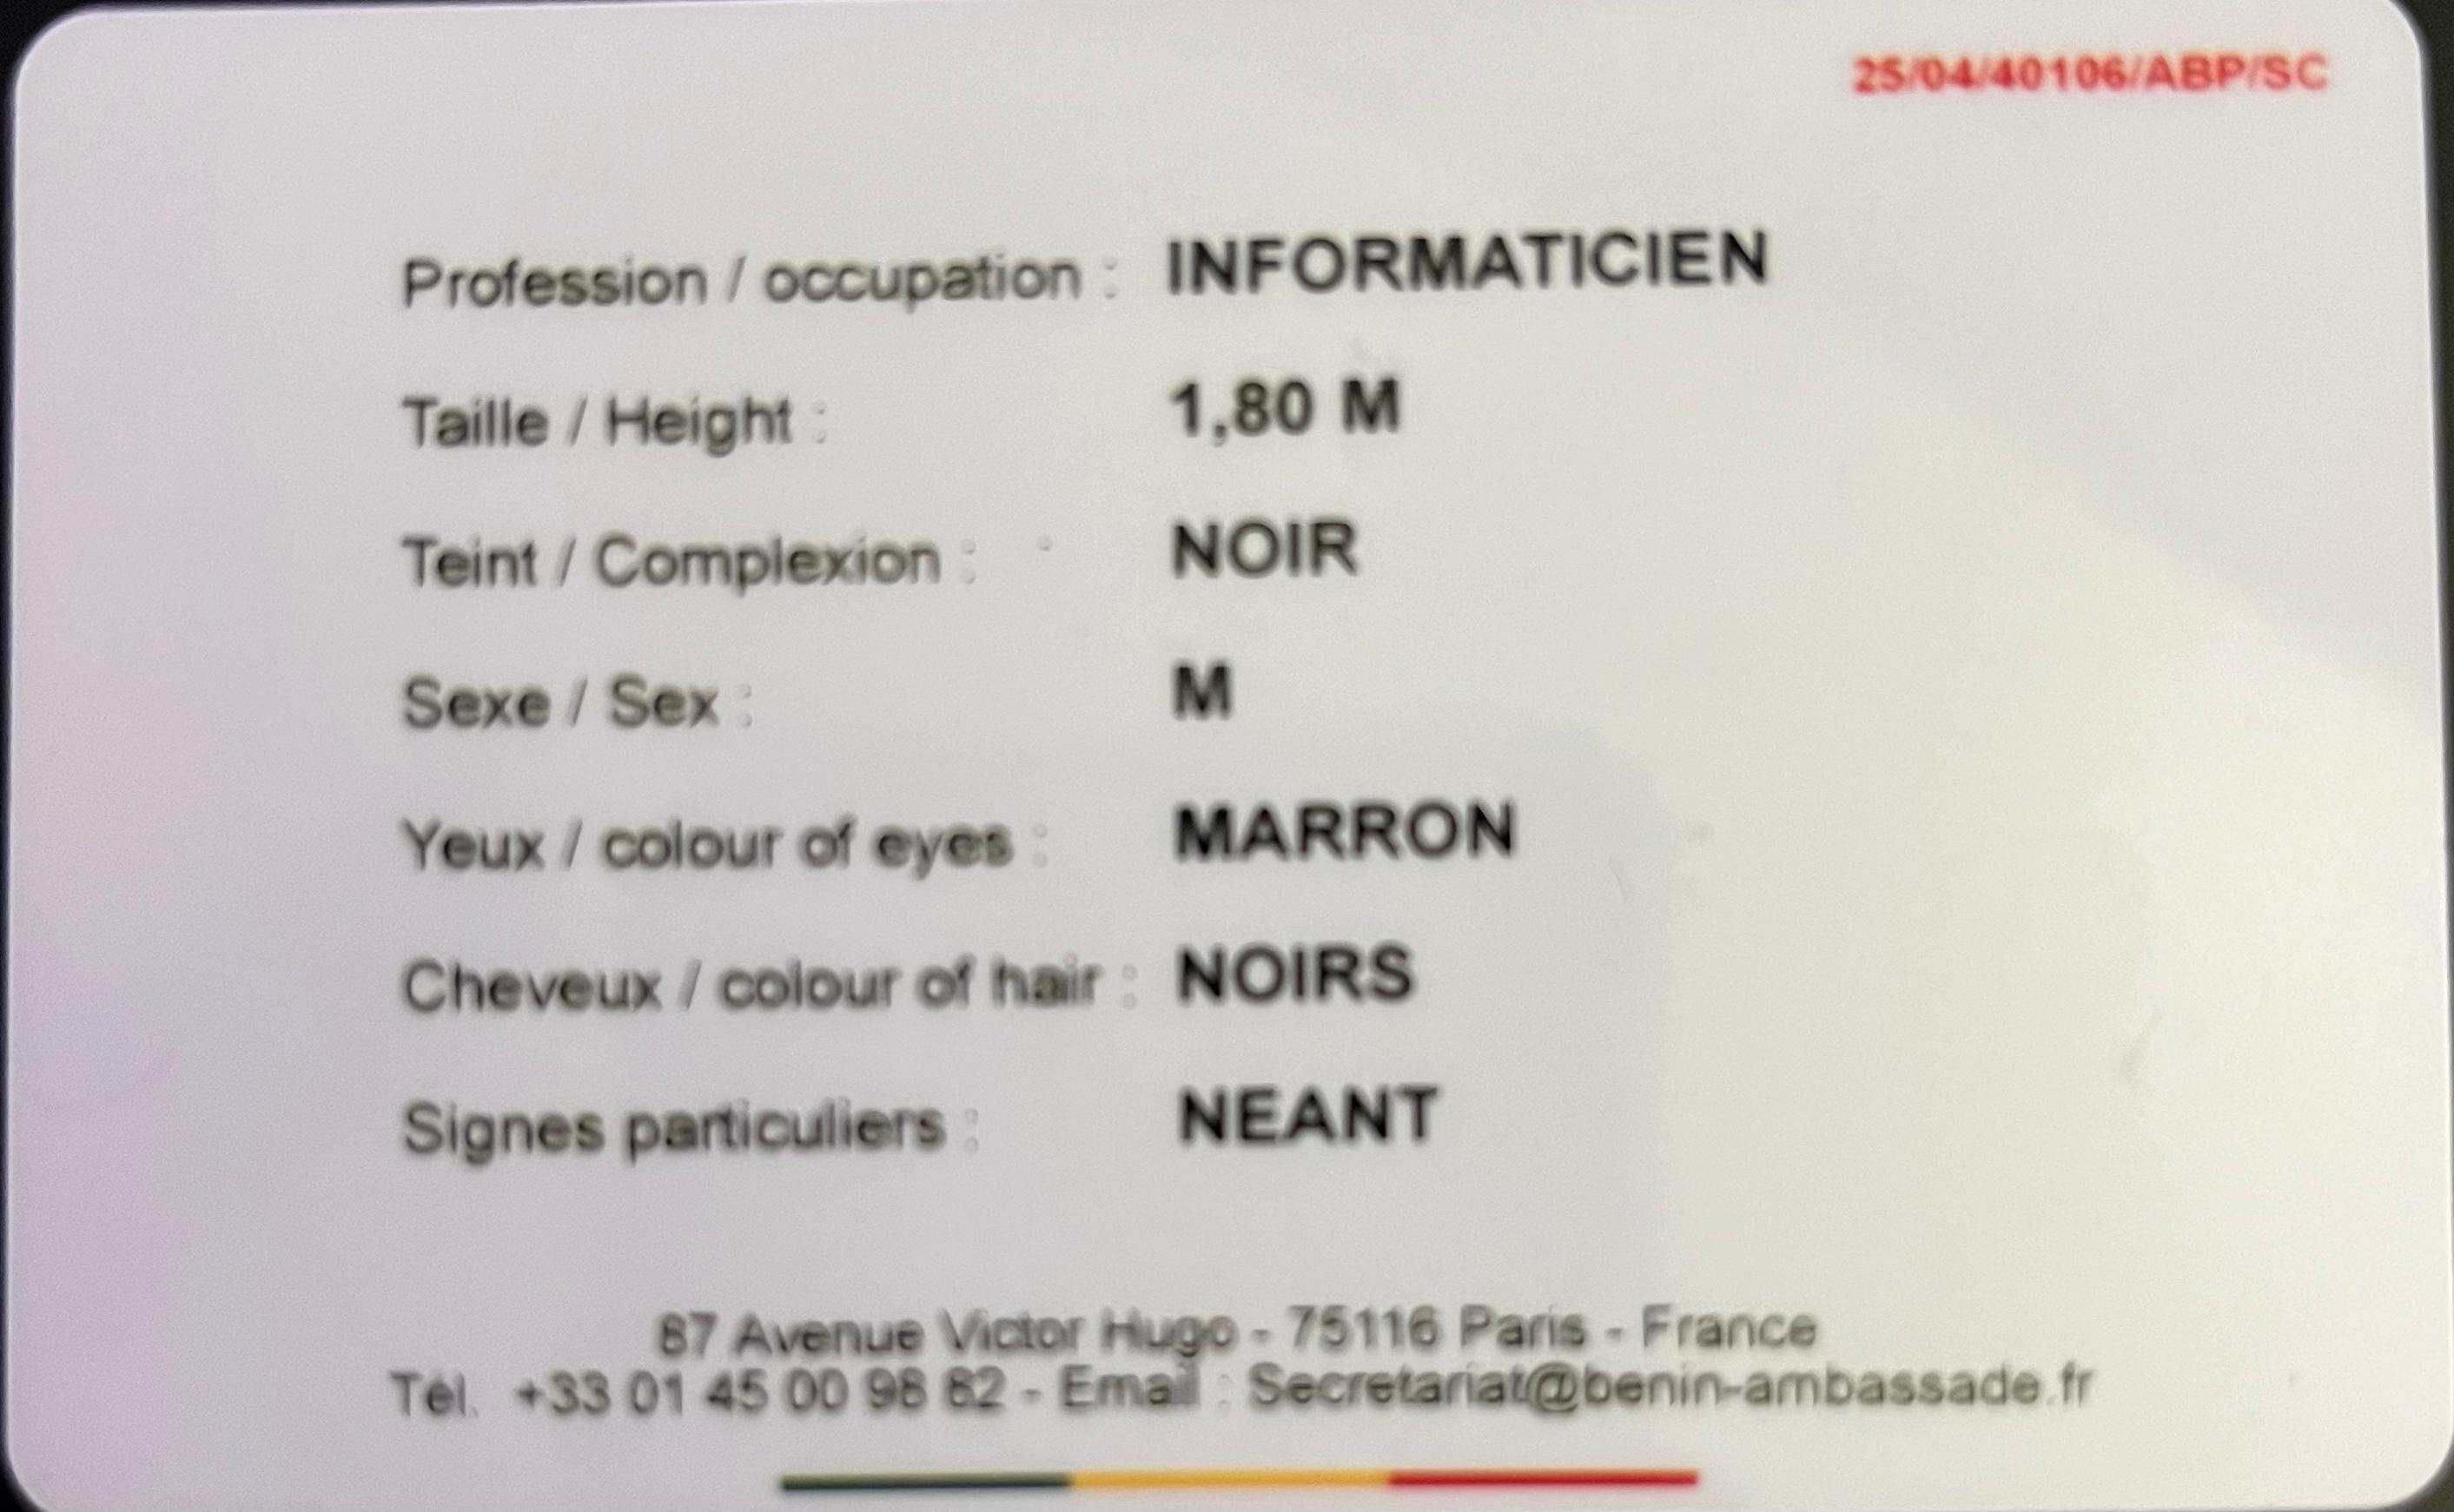 25/04/40106/ABP/SC
Profession / occupation : INFORMATICIEN
Taille / Height : 1,80 M
Teint / Complexion : NOIR
Sexe / Sex : M
Yeux / colour of eyes : MARRON
Cheveux / colour of hair : NOIRS
Signes particuliers : NEANT
87 Avenue Victor Hugo - 75116 Paris - France
Tél. +33 01 45 00 98 82 - Email : Secretariat@benin-ambassade.fr